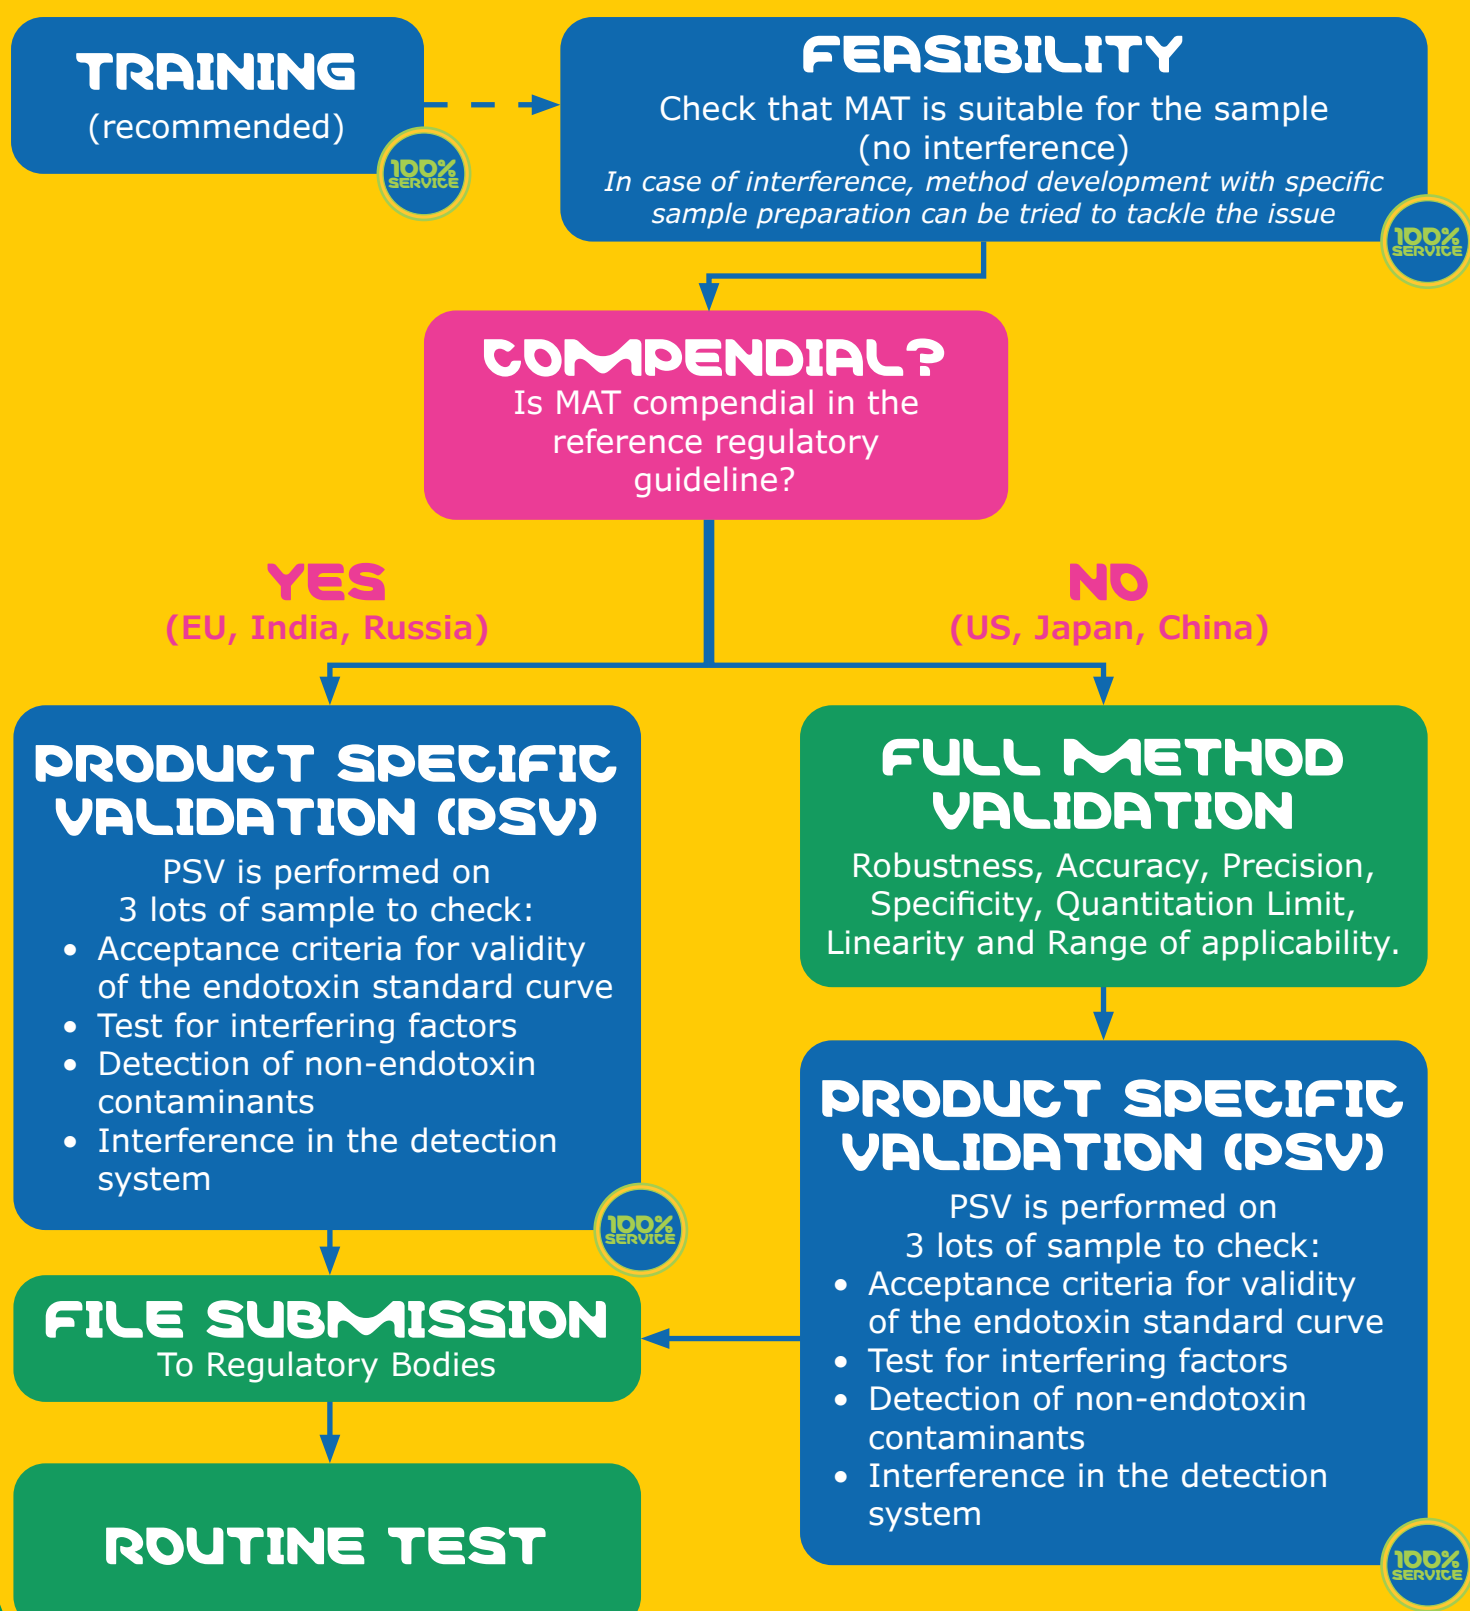 TRAINING
(recommended)
100%
SERVICE
FEASIBILITY
Check that MAT is suitable for the sample
(no interference)
In case of interference, method development with specific
sample preparation can be tried to tackle the issue
100%
SERVICE
COMPENDIAL?
Is MAT compendial in the
reference regulatory
guideline?
YES
(EU, India, Russia)
NO
(US, Japan, China)
PRODUCT SPECIFIC
VALIDATION (PSV)
PSV is performed on
3 lots of sample to check:
• Acceptance criteria for validity
of the endotoxin standard curve
• Test for interfering factors
• Detection of non-endotoxin
contaminants
• Interference in the detection
system
100%
SERVICE
FULL METHOD
VALIDATION
Robustness, Accuracy, Precision,
Specificity, Quantitation Limit,
Linearity and Range of applicability.
PRODUCT SPECIFIC
VALIDATION (PSV)
PSV is performed on
3 lots of sample to check:
• Acceptance criteria for validity
of the endotoxin standard curve
• Test for interfering factors
• Detection of non-endotoxin
contaminants
• Interference in the detection
system
100%
SERVICE
FILE SUBMISSION
To Regulatory Bodies
ROUTINE TEST